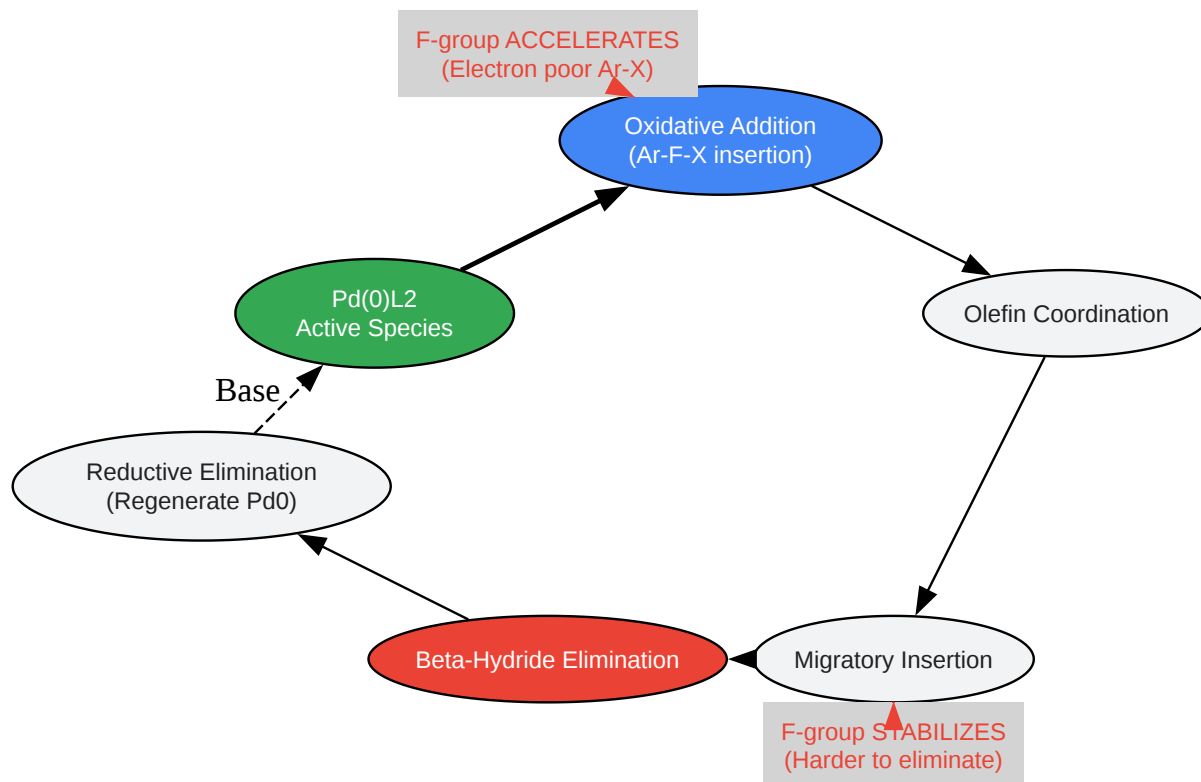 F-group ACCELERATES
(Electron poor Ar-X)
Oxidative Addition
(Ar-F-X insertion)
Pd(0)L2
Active Species
Olefin Coordination
Base
Reductive Elimination
(Regenerate Pd0)
Beta-Hydride Elimination
Migratory Insertion
F-group STABILIZES
(Harder to eliminate)